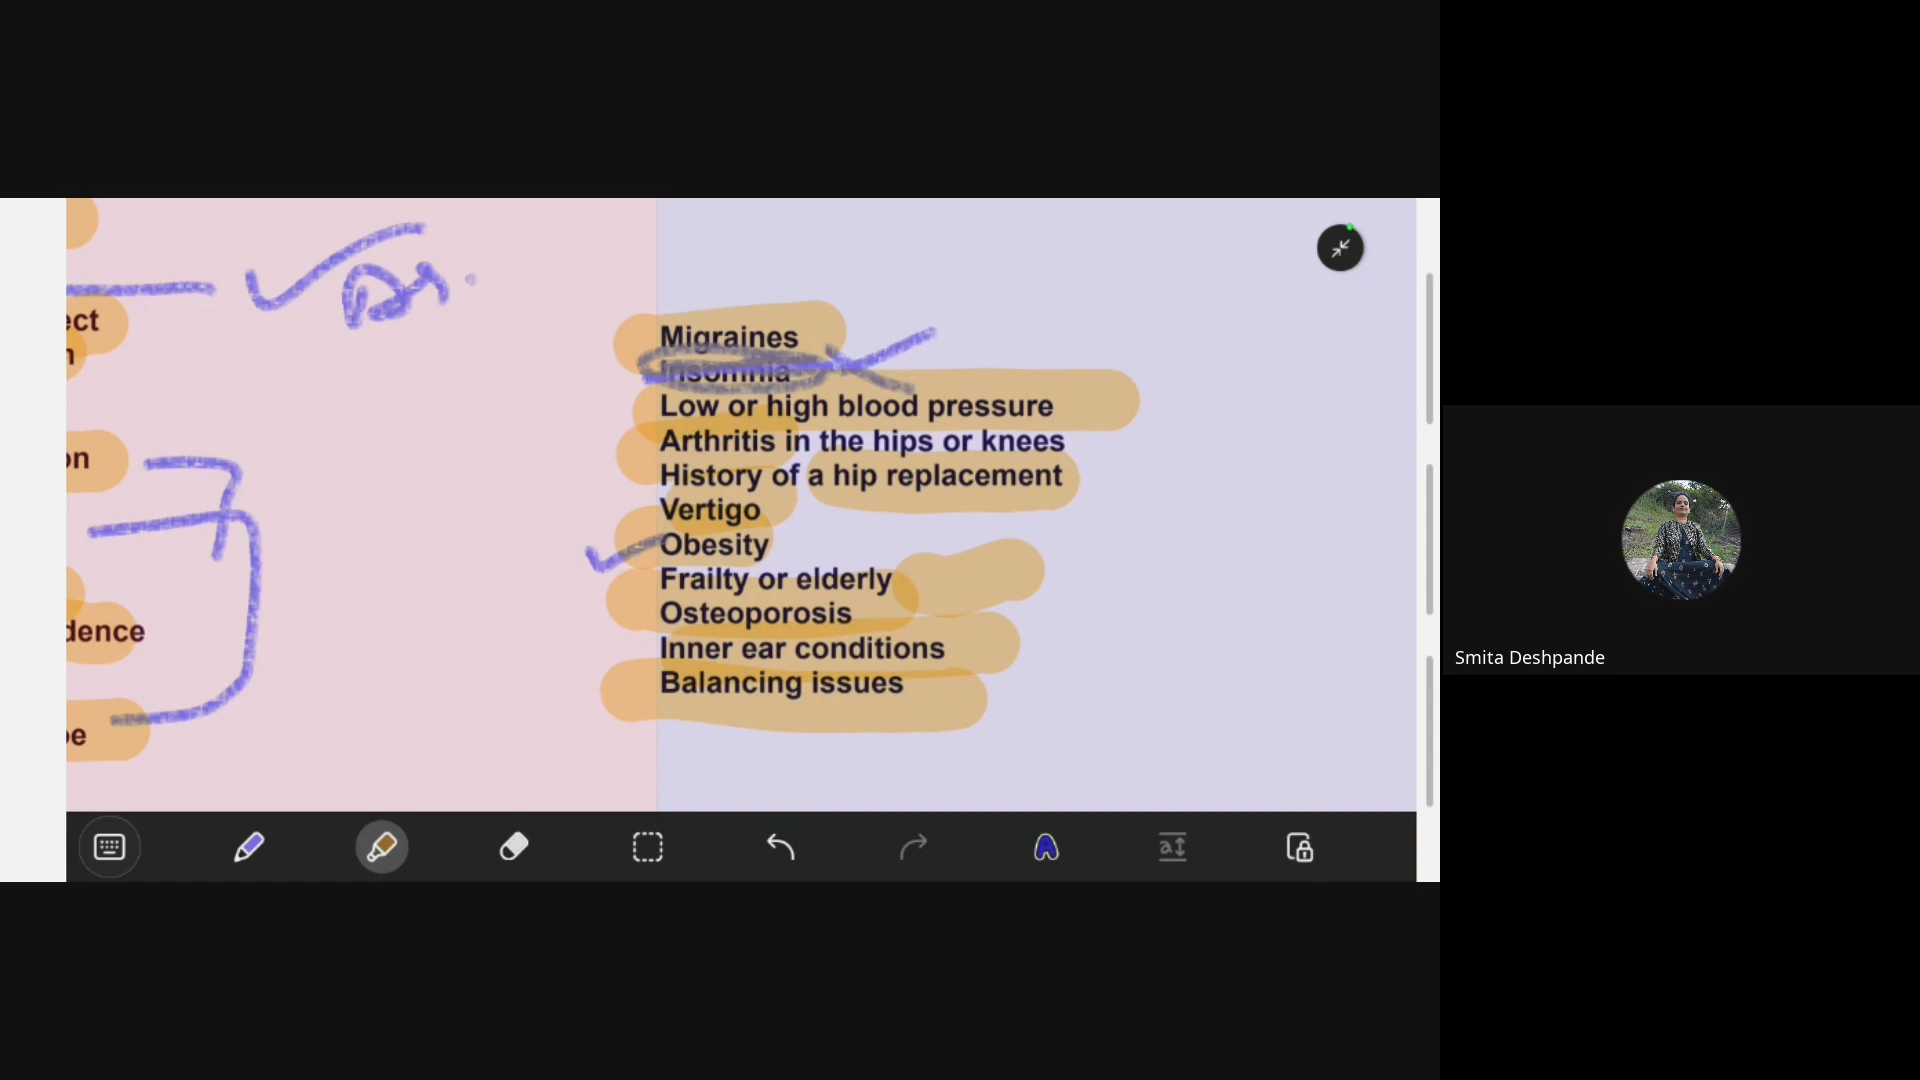 ect
on
dence
Migraines
Insomnia
Low or high blood pressure
Arthritis in the hips or knees
History of a hip replacement
Vertigo
Obesity
Frailty or elderly
Osteoporosis
Inner ear conditions
Balancing issues
Smita Deshpande